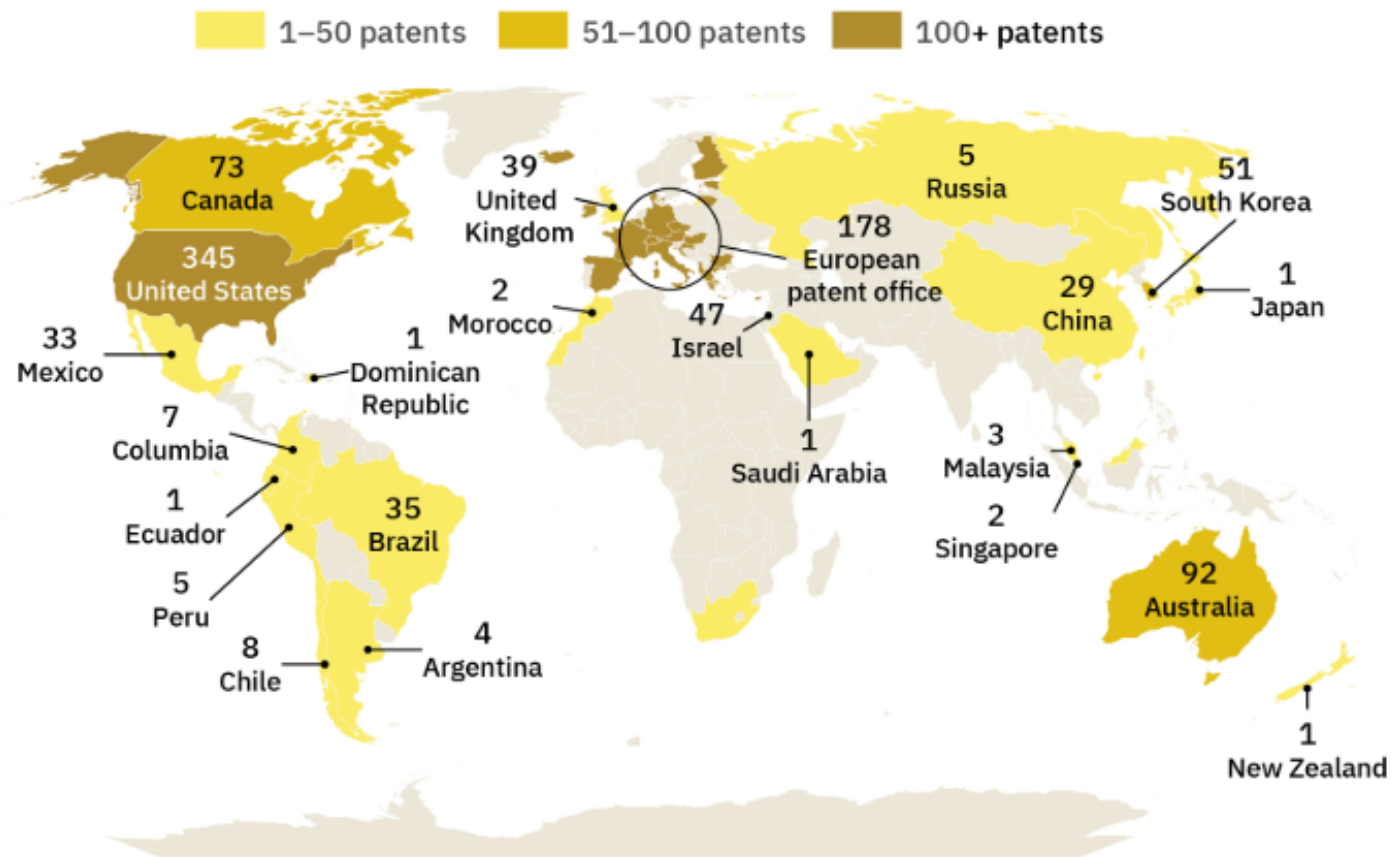 1–50 patents
51–100 patents
100+ patents
73
Canada
345
United States
33
Mexico
1
Dominican
Republic
7
Columbia
1
Ecuador
5
Peru
35
Brazil
8
Chile
4
Argentina
39
United
Kingdom
2
Morocco
178
European
patent office
47
Israel
1
Saudi Arabia
5
Russia
51
South Korea
29
China
1
Japan
3
Malaysia
2
Singapore
92
Australia
1
New Zealand